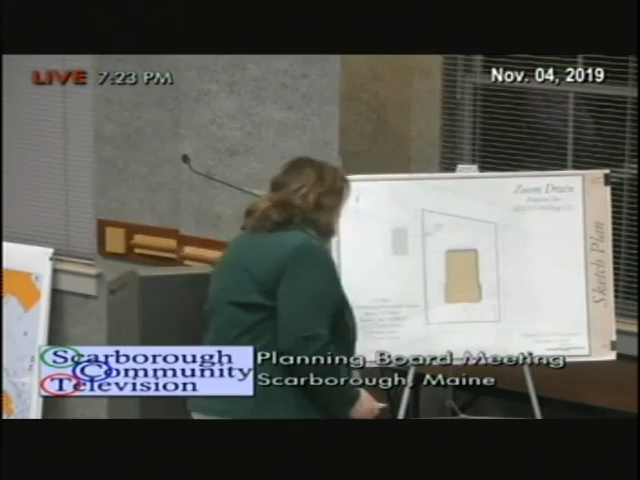 LIVE 7:23 PM
Nov. 04, 2019
Zoom Drain
Sketch Plan
Scarborough
Community
Television
Planning Board Meeting
Scarborough, Maine